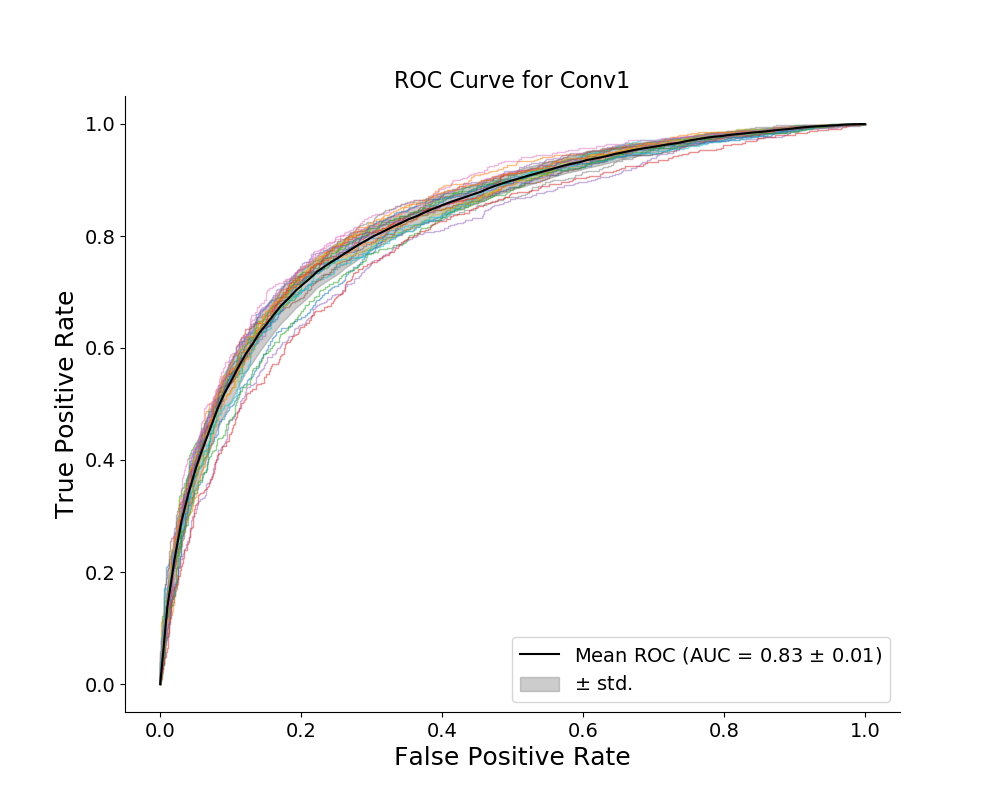 ROC Curve for Conv1
True Positive Rate
1.0
0.8
0.6
0.4
0.2
0.0
Mean ROC (AUC = 0.83 ± 0.01)
± std.
0.0 0.2 0.4 0.6 0.8 1.0
False Positive Rate